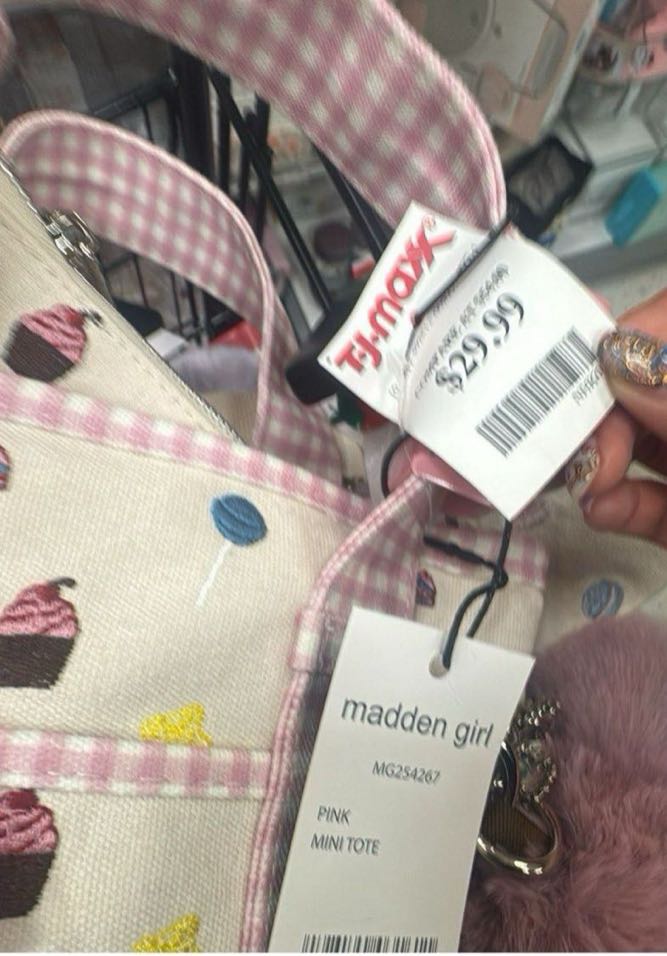 T.J.maxx®
$29.99
madden girl
MG254267
PINK
MINI TOTE